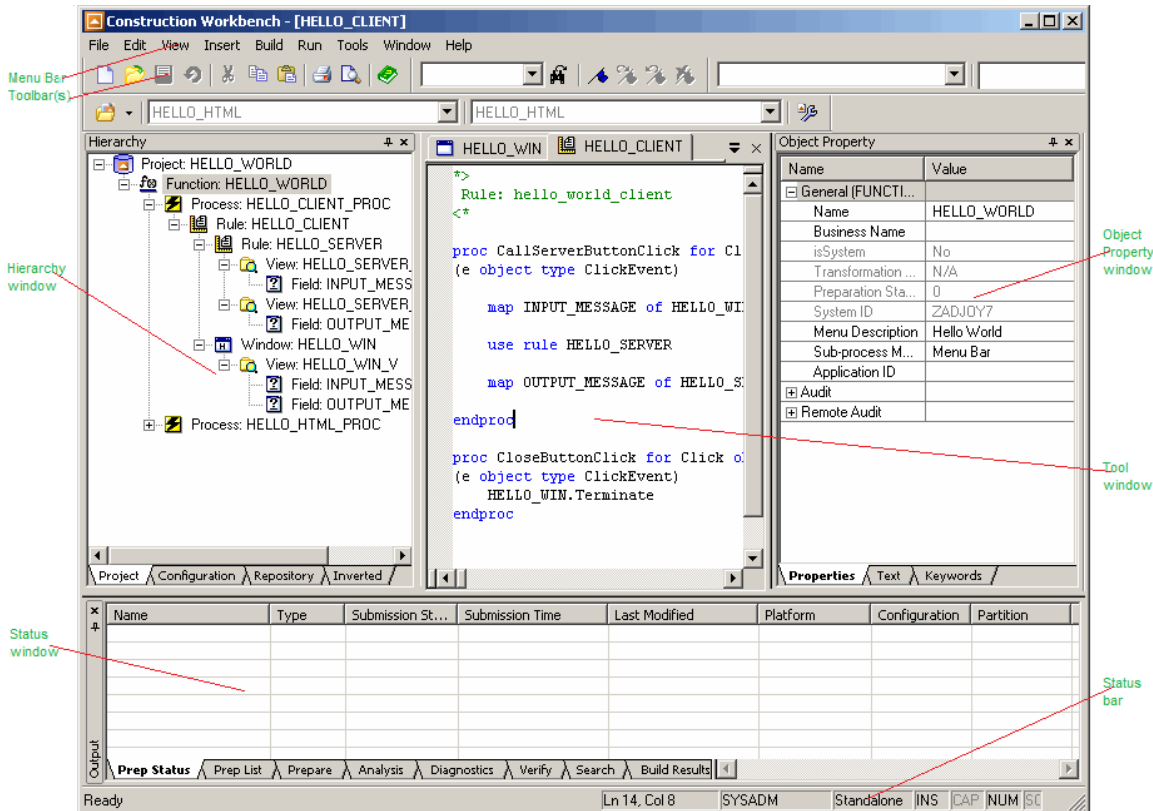 Construction Workbench - [HELLO_CLIENT]
File Edit View Insert Build Run Tools Window Help
Menu Bar
Toolbar(s)
HELLO_HTML
HELLO_HTML
Hierarchy
Project: HELLO_WORLD
Function: HELLO_WORLD
Process: HELLO_CLIENT_PROC
Rule: HELLO_CLIENT
Rule: HELLO_SERVER
View: HELLO_SERVER_
Field: INPUT_MESS
View: HELLO_SERVER_
Field: OUTPUT_ME
Window: HELLO_WIN
View: HELLO_WIN_V
Field: INPUT_MESS
Field: OUTPUT_ME
Process: HELLO_HTML_PROC
Project Configuration Repository Inverted
Hierarchy
window
HELLO_WIN HELLO_CLIENT
*>
Rule: hello_world_client
<*
proc CallServerButtonClick for Cl
(e object type ClickEvent)
map INPUT_MESSAGE of HELLO_WI
use rule HELLO_SERVER
map OUTPUT_MESSAGE of HELLO_S
endproc
proc CloseButtonClick for Click o
(e object type ClickEvent)
HELLO_WIN.Terminate
endproc
Object Property
Name Value
General (FUNCTI...
Name HELLO_WORLD
Business Name
isSystem No
Transformation ... N/A
Preparation Sta... 0
System ID ZADJOY7
Menu Description Hello World
Sub-process M... Menu Bar
Application ID
Audit
Remote Audit
Properties Text Keywords
Object
Property
window
Tool
window
Name Type Submission St... Submission Time Last Modified Platform Configuration Partition
Output
Prep Status Prep List Prepare Analysis Diagnostics Verify Search Build Results
Status
window
Status
bar
Ready Ln 14, Col 8 SYSADM Standalone INS CAP NUM SC